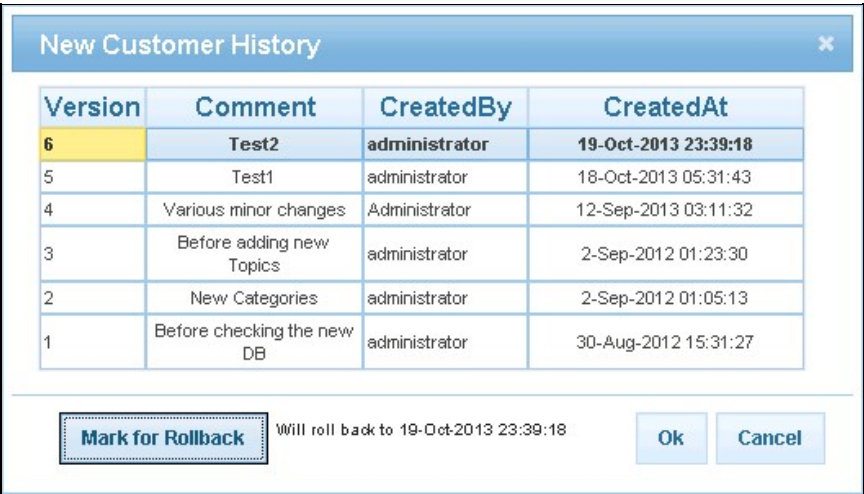 New Customer History
Version Comment CreatedBy CreatedAt
6 Test2 administrator 19-Oct-2013 23:39:18
5 Test1 administrator 18-Oct-2013 05:31:43
4 Various minor changes Administrator 12-Sep-2013 03:11:32
3 Before adding new Topics administrator 2-Sep-2012 01:23:30
2 New Categories administrator 2-Sep-2012 01:05:13
1 Before checking the new DB administrator 30-Aug-2012 15:31:27
Mark for Rollback Will roll back to 19-Oct-2013 23:39:18 Ok Cancel